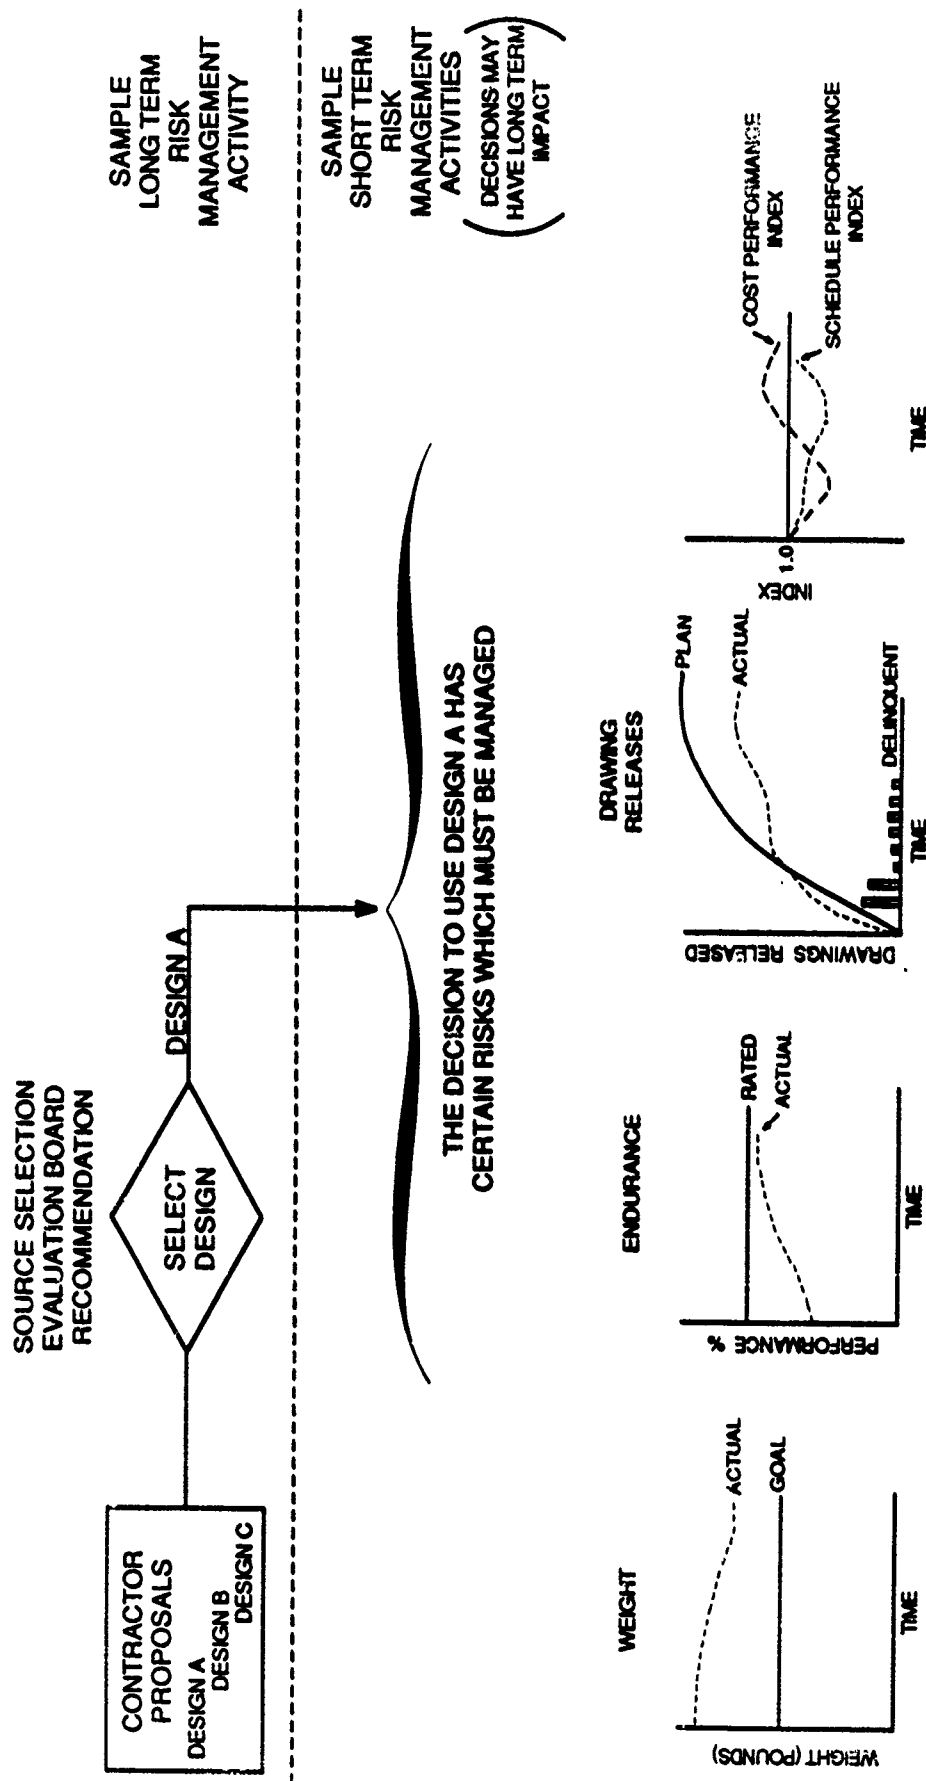 SOURCE SELECTION
EVALUATION BOARD
RECOMMENDATION
CONTRACTOR
PROPOSALS
DESIGN A
DESIGN B
DESIGN C
SELECT
DESIGN
DESIGN A
SAMPLE
LONG TERM
RISK
MANAGEMENT
ACTIVITY
SAMPLE
SHORT TERM
RISK
MANAGEMENT
ACTIVITIES
(DECISIONS MAY
HAVE LONG TERM
IMPACT)
THE DECISION TO USE DESIGN A HAS
CERTAIN RISKS WHICH MUST BE MANAGED
WEIGHT
WEIGHT (POUNDS)
ACTUAL
GOAL
TIME
ENDURANCE
PERFORMANCE %
RATED
ACTUAL
TIME
DRAWING
RELEASES
DRAWINGS RELEASED
PLAN
ACTUAL
DELINQUENT
TIME
INDEX
1.0
COST PERFORMANCE
INDEX
SCHEDULE PERFORMANCE
INDEX
TIME